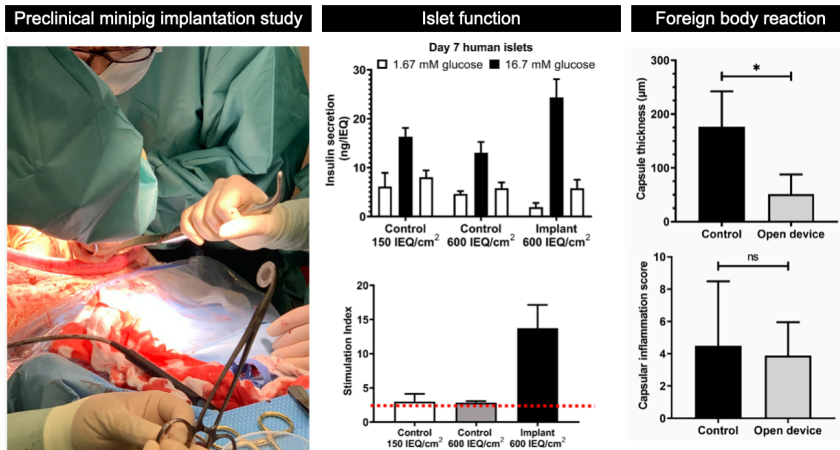 Preclinical minipig implantation study
Islet function
Foreign body reaction
Day 7 human islets
1.67 mM glucose 16.7 mM glucose
Insulin secretion
(ng/IEQ)
30
20
10
0
Control
150 IEQ/cm²
Control
600 IEQ/cm²
Implant
600 IEQ/cm²
Stimulation Index
20
15
10
5
0
Control
150 IEQ/cm²
Control
600 IEQ/cm²
Implant
600 IEQ/cm²
Capsule thickness (µm)
300
200
100
0
*
Control
Open device
Capsular inflammation score
10
8
6
4
2
0
ns
Control
Open device